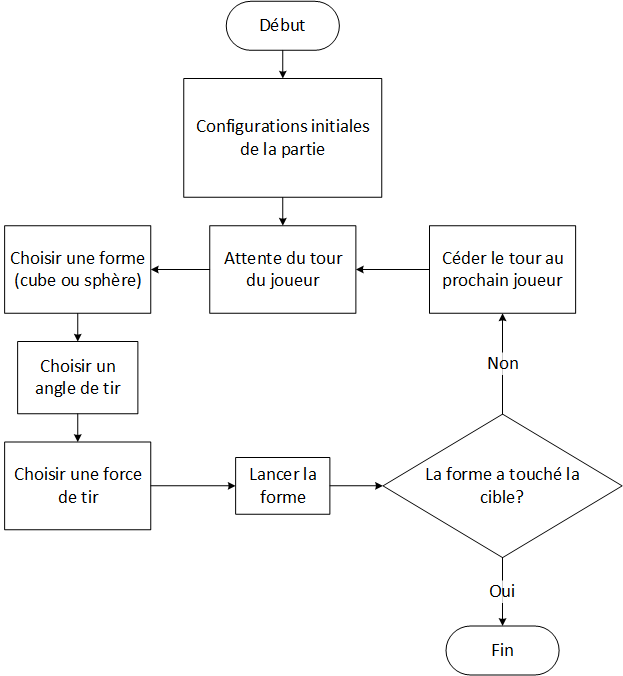 Début
Configurations initiales
de la partie
Choisir une forme
(cube ou sphère)
Attente du tour
du joueur
Céder le tour au
prochain joueur
Choisir un
angle de tir
Non
Choisir une force
de tir
Lancer la
forme
La forme a touché la
cible?
Oui
Fin